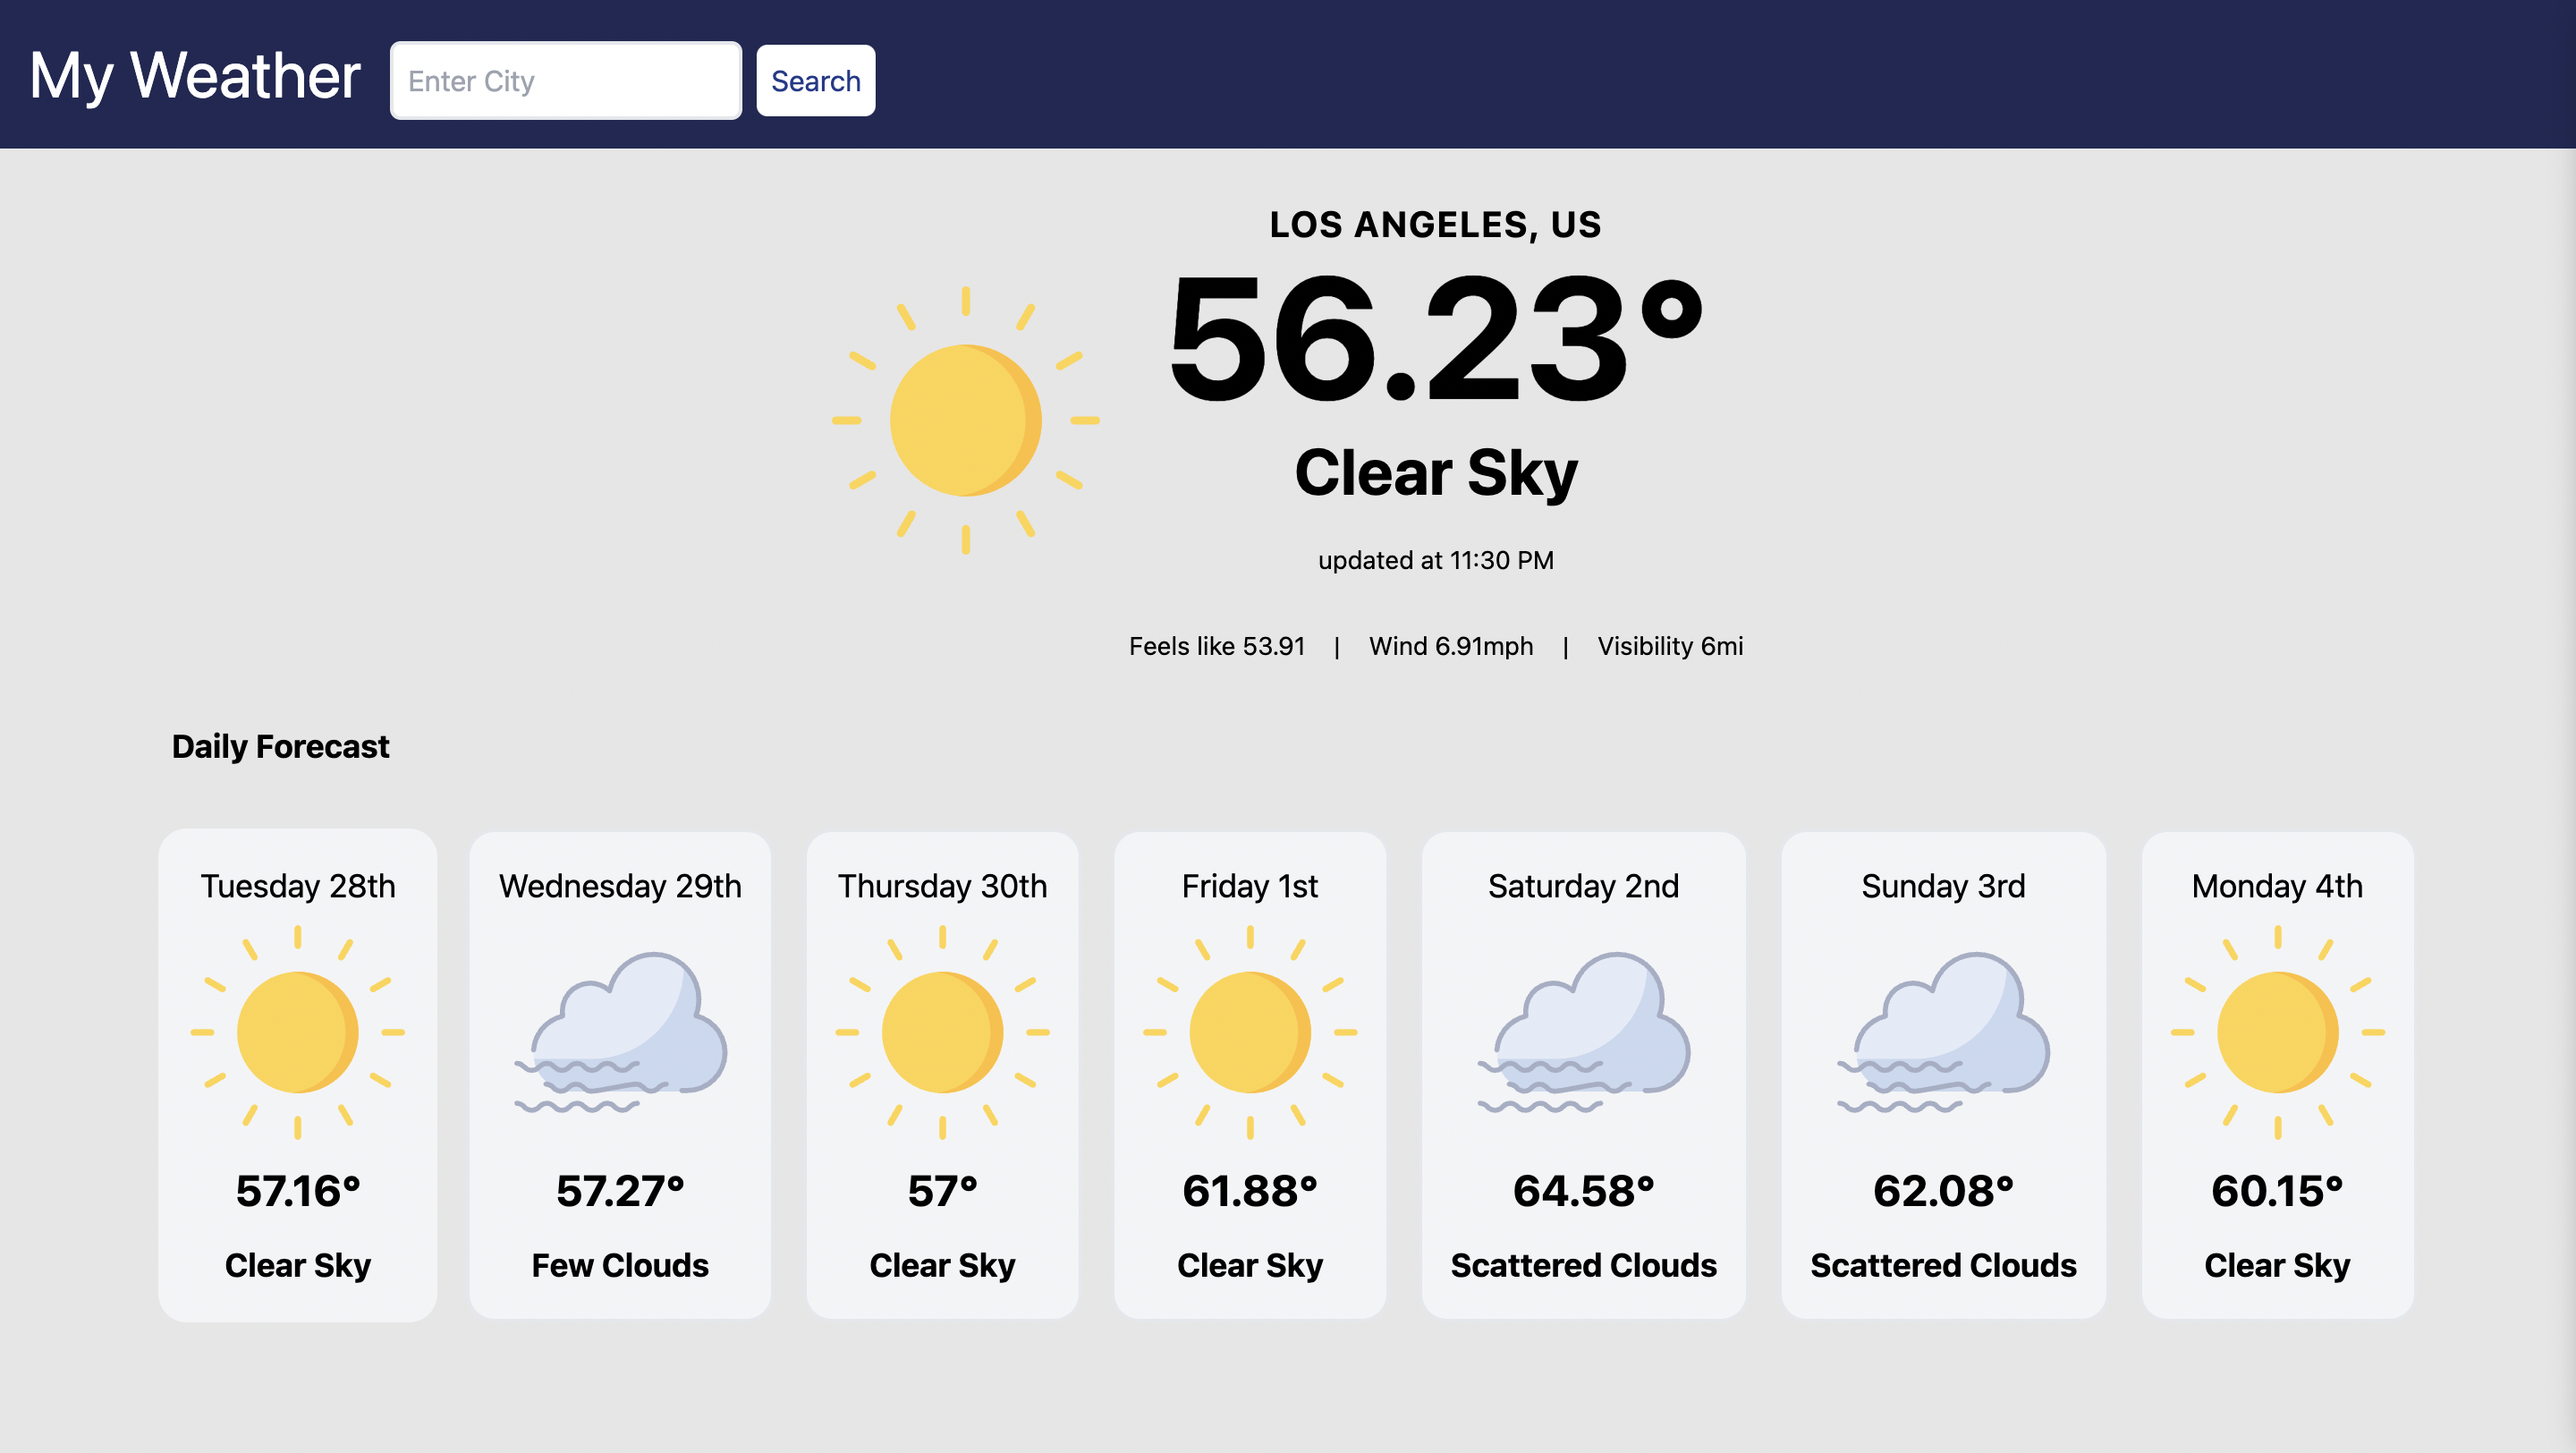 My Weather
Enter City
Search
LOS ANGELES, US
56.23°
Clear Sky
updated at 11:30 PM
Feels like 53.91 | Wind 6.91mph | Visibility 6mi
Daily Forecast
Tuesday 28th
57.16°
Clear Sky
Wednesday 29th
57.27°
Few Clouds
Thursday 30th
57°
Clear Sky
Friday 1st
61.88°
Clear Sky
Saturday 2nd
64.58°
Scattered Clouds
Sunday 3rd
62.08°
Scattered Clouds
Monday 4th
60.15°
Clear Sky